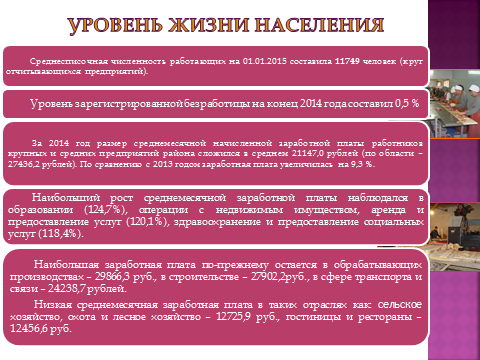 УРОВЕНЬ ЖИЗНИ НАСЕЛЕНИЯ
Среднесписочная численность работающих на 01.01.2015 составила 11749 человек (круг
отчитывающихся предприятий).
Уровень зарегистрированной безработицы на конец 2014 года составил 0,5 %
За 2014 год размер среднемесячной начисленной заработной платы работников
крупных и средних предприятий района сложился в среднем 21147,0 рублей (по области –
27436,2 рублей). По сравнению с 2013 годом заработная плата увеличилась на 9,3 %.
Наибольший рост среднемесячной заработной платы наблюдался в
образовании (124,7%), операции с недвижимым имуществом, аренда и
предоставление услуг (120,1%), здравоохранение и предоставление социальных
услуг (118,4%).
Наибольшая заработная плата по-прежнему остается в обрабатывающих
производствах – 29866,3 руб., в строительстве – 27902,2руб., в сфере транспорта и
связи – 24238,7 рублей.
Низкая среднемесячная заработная плата в таких отраслях как: сельское
хозяйство, охота и лесное хозяйство – 12725,9 руб., гостиницы и рестораны –
12456,6 руб.